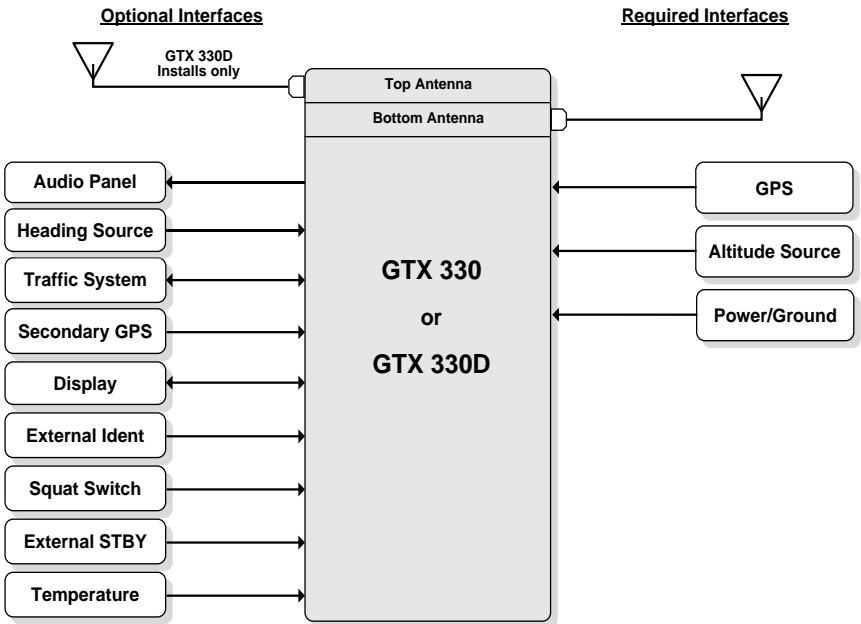 Optional Interfaces
Required Interfaces
GTX 330D
Installs only
Top Antenna
Bottom Antenna
Audio Panel
Heading Source
Traffic System
Secondary GPS
Display
External Ident
Squat Switch
External STBY
Temperature
GTX 330
or
GTX 330D
GPS
Altitude Source
Power/Ground